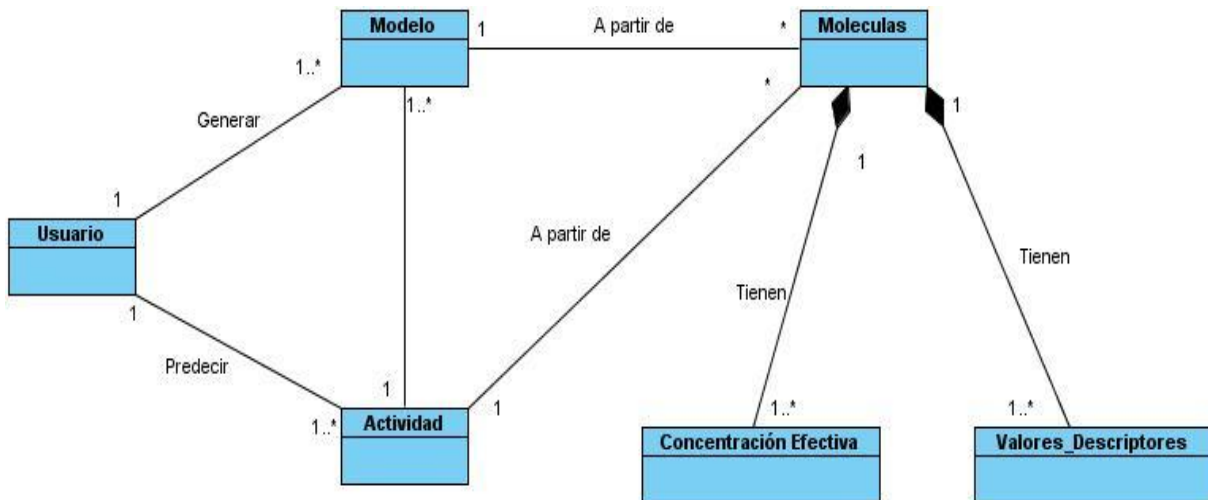 Modelo
1
A partir de
*
Moleculas
1..*
1..*
*
1
1
Generar
1
Usuario
A partir de
Tienen
Tienen
1
Predecir
1
1..*
Actividad
1
1..*
Concentración Efectiva
1..*
Valores_Descriptores